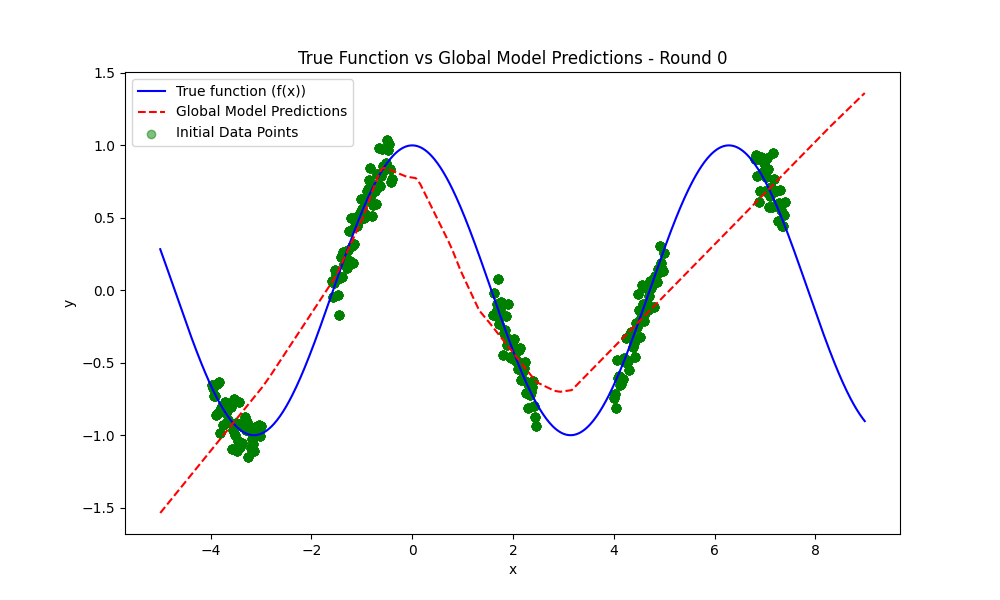 True Function vs Global Model Predictions - Round 0
True function (f(x))
Global Model Predictions
Initial Data Points
1.5
1.0
0.5
0.0
−0.5
−1.0
−1.5
y
−4 −2 0 2 4 6 8
x